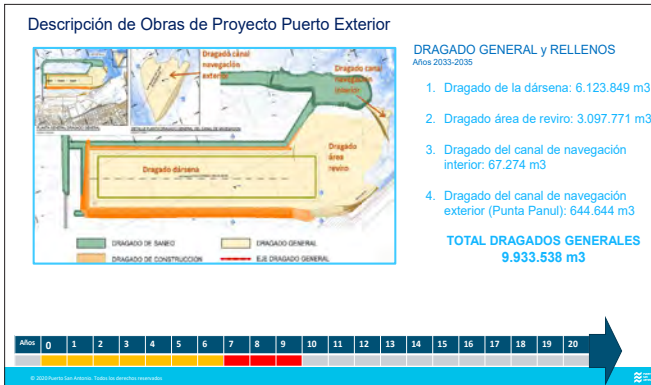 Descripción de Obras de Proyecto Puerto Exterior
Dragado canal
navegación
exterior
Dragado canal
navegación
interior
Dragado
área
reviro
Dragado dársena
DRAGADO DE SANEO
DRAGADO GENERAL
DRAGADO DE CONSTRUCCIÓN
EJE DRAGADO GENERAL
DRAGADO GENERAL y RELLENOS
Años 2033-2035
1. Dragado de la dársena: 6.123.849 m3
2. Dragado área de reviro: 3.097.771 m3
3. Dragado del canal de navegación
interior: 67.274 m3
4. Dragado del canal de navegación
exterior (Punta Panul): 644.644 m3
TOTAL DRAGADOS GENERALES
9.933.538 m3
Años 0 1 2 3 4 5 6 7 8 9 10 11 12 13 14 15 16 17 18 19 20
© 2020 Puerto San Antonio. Todos los derechos reservados